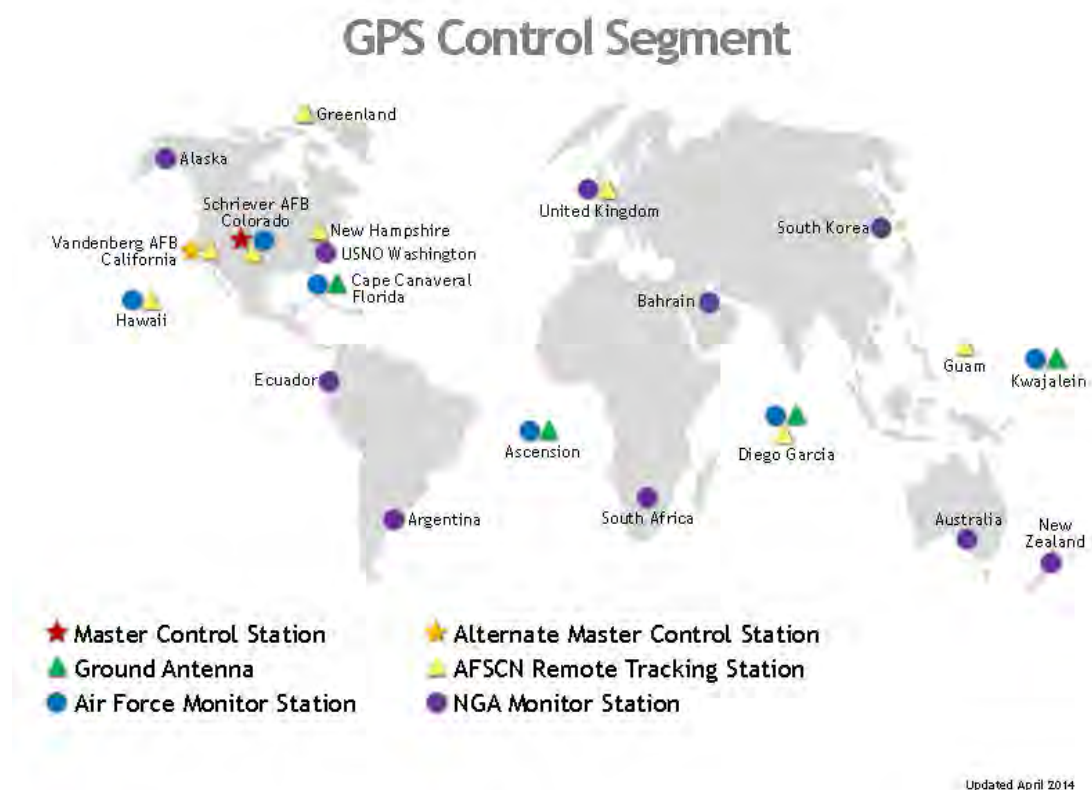 GPS Control Segment
Greenland
Alaska
Schriever AFB
Colorado
Vandenberg AFB
California
New Hampshire
USNO Washington
Cape Canaveral
Florida
Hawaii
United Kingdom
South Korea
Bahrain
Guam
Kwajalein
Ecuador
Ascension
Diego Garcia
Argentina
South Africa
Australia
New
Zealand
Master Control Station
Alternate Master Control Station
Ground Antenna
AFSCN Remote Tracking Station
Air Force Monitor Station
NGA Monitor Station
Updated April 2014